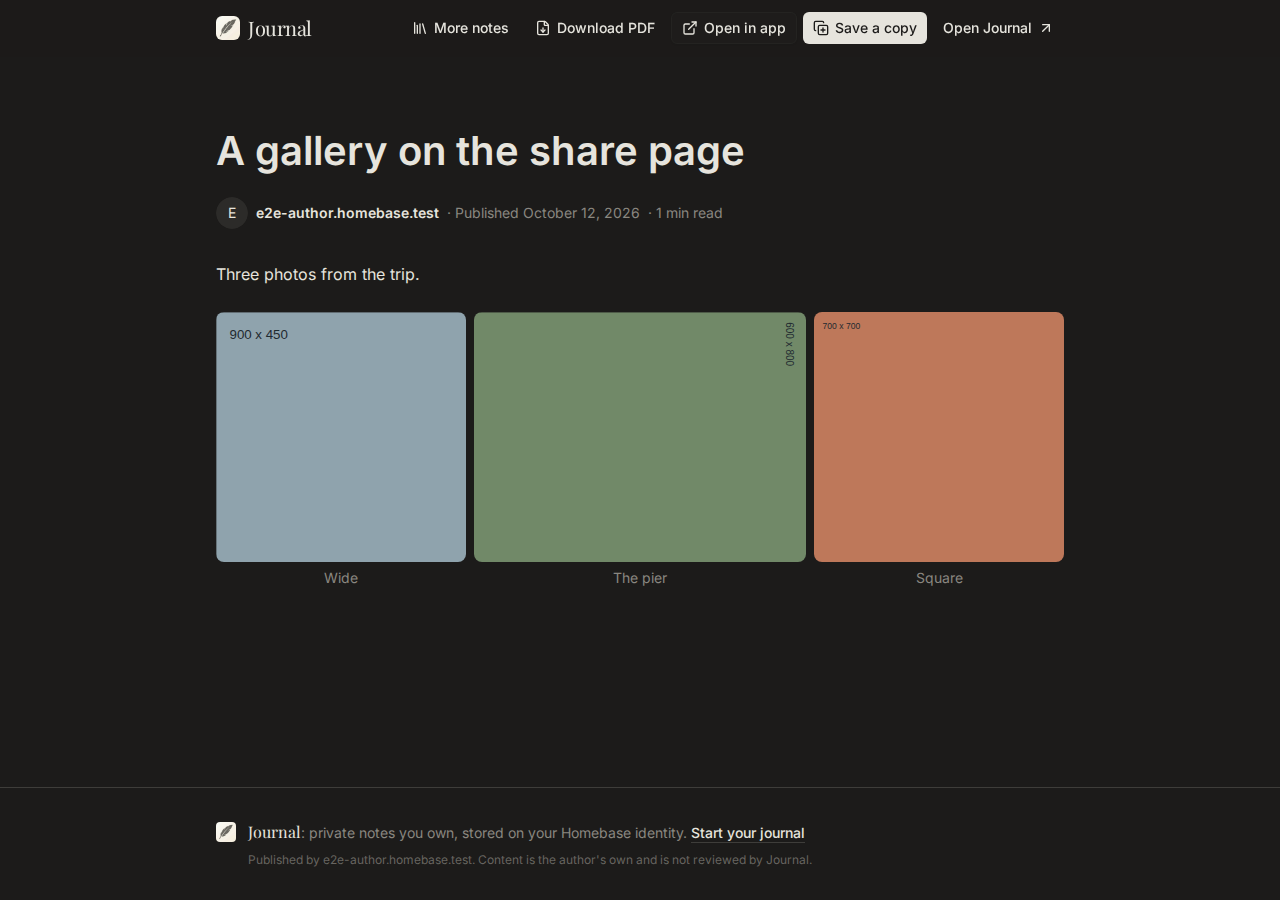 Journal
More notes
Download PDF
Open in app
Save a copy
Open Journal
A gallery on the share page
E
e2e-author.homebase.test · Published October 12, 2026 · 1 min read
Three photos from the trip.
900 x 450
600 x 800
700 x 700
Wide
The pier
Square
Journal: private notes you own, stored on your Homebase identity. Start your journal
Published by e2e-author.homebase.test. Content is the author's own and is not reviewed by Journal.